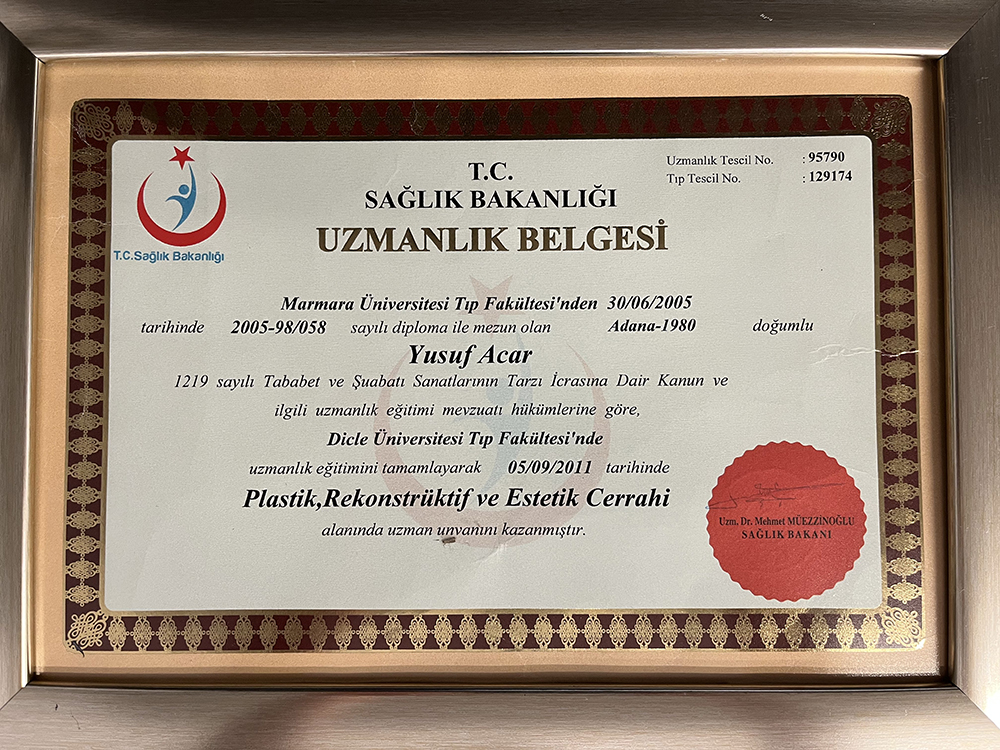 Uzmanlık Tescil No. : 95790
Tıp Tescil No. : 129174
T.C.
SAĞLIK BAKANLIĞI
UZMANLIK BELGESİ
T.C.Sağlık Bakanlığı
Marmara Üniversitesi Tıp Fakültesi'nden 30/06/2005
tarihinde 2005-98/058 sayılı diploma ile mezun olan Adana-1980 doğumlu
Yusuf Acar
1219 sayılı Tababet ve Şuabatı Sanatlarının Tarzı İcrasına Dair Kanun ve
ilgili uzmanlık eğitimi mevzuatı hükümlerine göre,
Dicle Üniversitesi Tıp Fakültesi'nde
uzmanlık eğitimini tamamlayarak 05/09/2011 tarihinde
Plastik,Rekonstrüktif ve Estetik Cerrahi
alanında uzman unvanını kazanmıştır.
Uzm. Dr. Mehmet MÜEZZİNOĞLU
SAĞLIK BAKANI